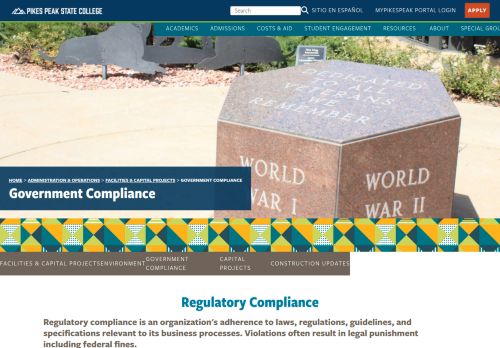 PIKES PEAK STATE COLLEGE
Search
SITIO EN ESPAÑOL
MYPIKESPEAK PORTAL LOGIN
APPLY
ACADEMICS ADMISSIONS COSTS & AID STUDENT ENGAGEMENT RESOURCES ABOUT SPECIAL GROU
ALL
VETERANS
WE
REMEMBER
WORLD
WAR I
WORLD
WAR II
HOME > ADMINISTRATION & OPERATIONS > FACILITIES & CAPITAL PROJECTS > GOVERNMENT COMPLIANCE
Government Compliance
FACILITIES & CAPITAL PROJECTS
ENVIRONMENT
GOVERNMENT
COMPLIANCE
CAPITAL
PROJECTS
CONSTRUCTION UPDATES
Regulatory Compliance
Regulatory compliance is an organization's adherence to laws, regulations, guidelines, and
specifications relevant to its business processes. Violations often result in legal punishment
including federal fines.